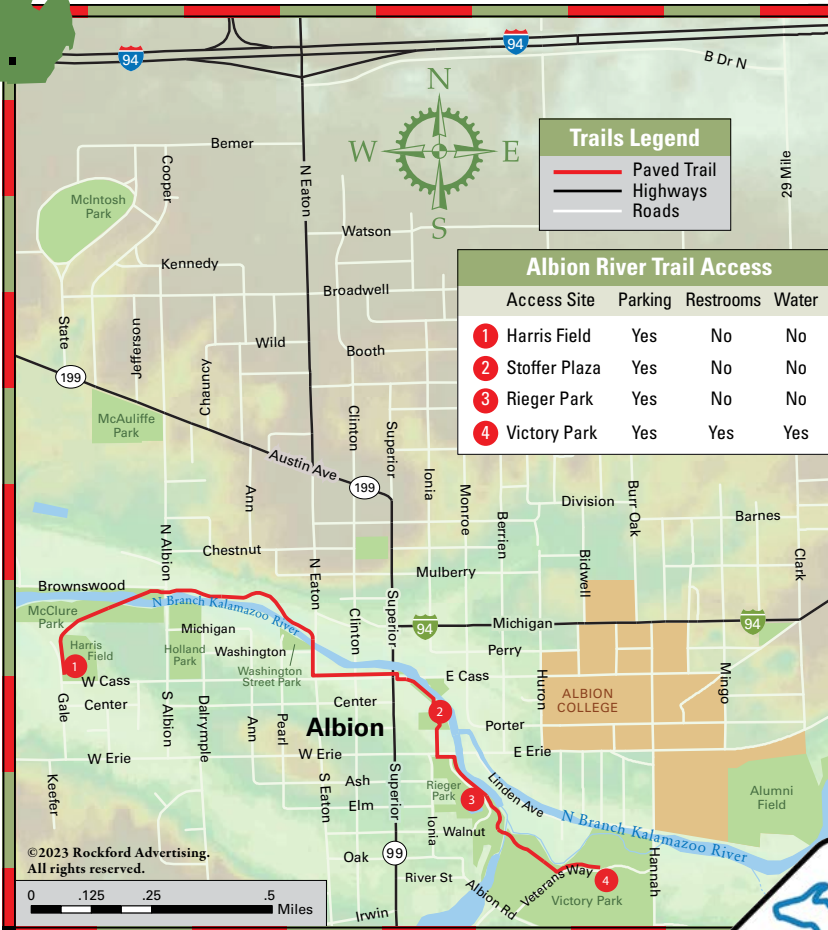 94
94
B Dr N
N
W
E
S
Trails Legend
Paved Trail
Highways
Roads
Bemer
Cooper
N Eaton
29 Mile
McIntosh
Park
Watson
Kennedy
Broadwell
Albion River Trail Access
Access Site Parking Restrooms Water
1 Harris Field Yes No No
2 Stoffer Plaza Yes No No
3 Rieger Park Yes No No
4 Victory Park Yes Yes Yes
State
Jefferson
Wild
Booth
Chauncy
199
McAuliffe
Park
Clinton
Superior
Austin Ave
199
Ionia
Monroe
Berrien
Division
Burr Oak
Barnes
Ann
N Albion
Chestnut
N Eaton
Bidwell
Clark
Mulberry
Brownswood
N Branch Kalamazoo River
McClure
Park
Clinton
Superior
94
Michigan
94
Michigan
Harris
Field
1
Holland
Park
Washington
Washington
Street Park
Perry
W Cass
E Cass
Huron
Mingo
ALBION
COLLEGE
Gale
Center
S Albion
Dalrymple
Ann
Pearl
Center
2
Albion
Porter
W Erie
W Erie
E Erie
Keefer
S Eaton
Ash
Elm
Superior
Rieger
Park
3
Linden Ave
Alumni
Field
N Branch Kalamazoo River
Ionia
Walnut
Oak
99
River St
Albion Rd
Veterans Way
4
Victory Park
Hannah
Irwin
©2023 Rockford Advertising.
All rights reserved.
0 .125 .25 .5
Miles